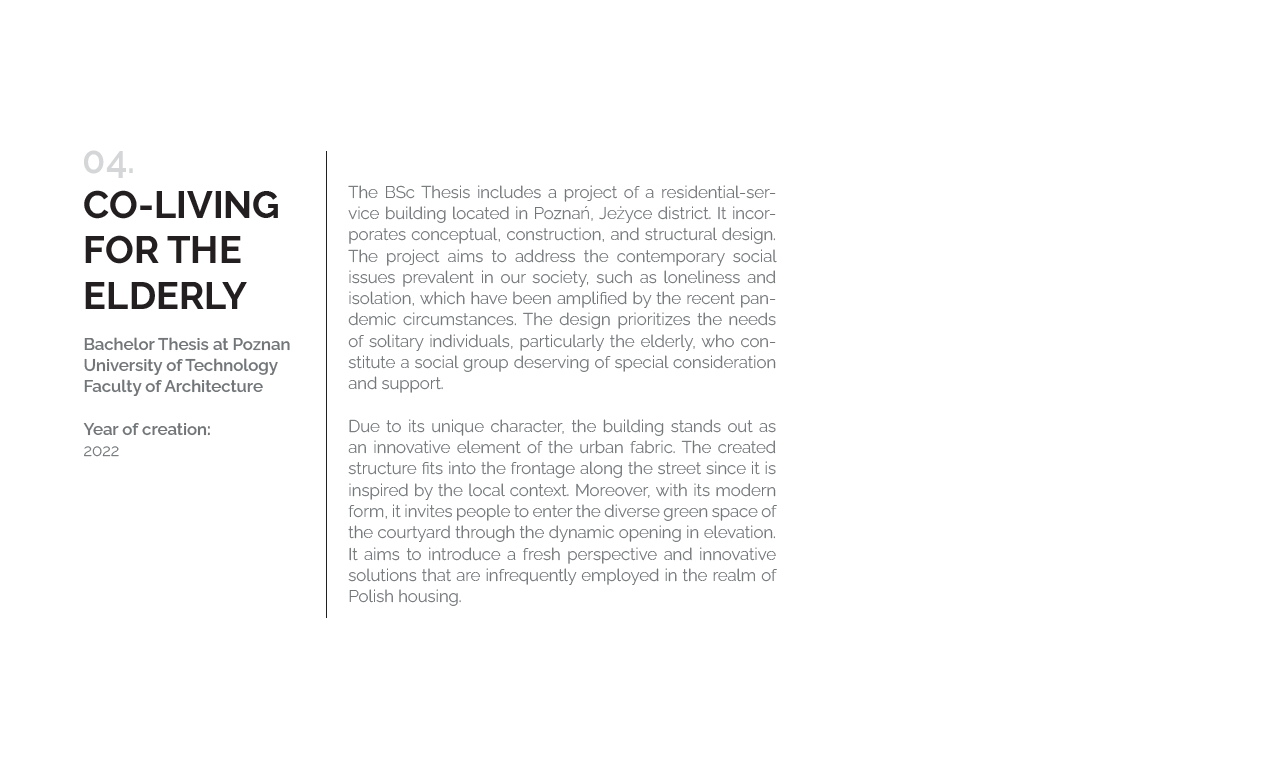 04.
CO-LIVING
FOR THE
ELDERLY
Bachelor Thesis at Poznan
University of Technology
Faculty of Architecture
Year of creation:
2022
The BSc Thesis includes a project of a residential-ser-
vice building located in Poznań, Jeżyce district. It incor-
porates conceptual, construction, and structural design.
The project aims to address the contemporary social
issues prevalent in our society, such as loneliness and
isolation, which have been amplified by the recent pan-
demic circumstances. The design prioritizes the needs
of solitary individuals, particularly the elderly, who con-
stitute a social group deserving of special consideration
and support.
Due to its unique character, the building stands out as
an innovative element of the urban fabric. The created
structure fits into the frontage along the street since it is
inspired by the local context. Moreover, with its modern
form, it invites people to enter the diverse green space of
the courtyard through the dynamic opening in elevation.
It aims to introduce a fresh perspective and innovative
solutions that are infrequently employed in the realm of
Polish housing.